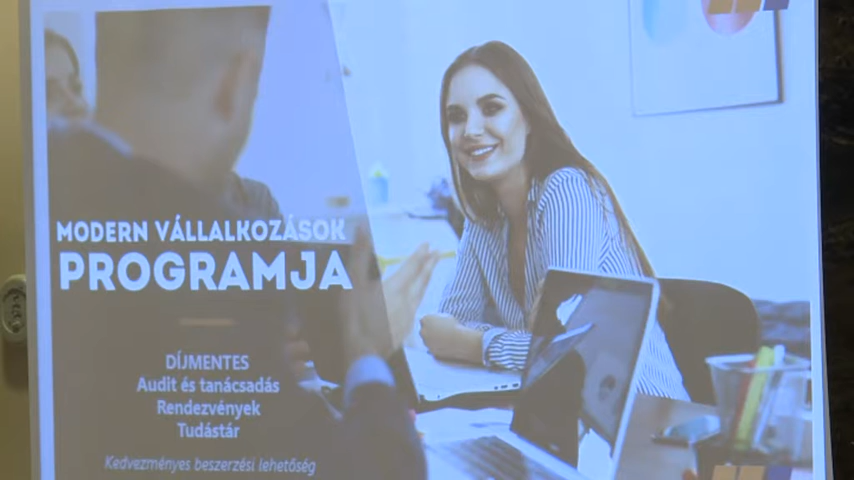 MODERN VÁLLALKOZÁSOK
PROGRAMJA
DÍJMENTES
Audit és tanácsadás
Rendezvények
Tudástár
Kedvezményes beszerzési lehetőség